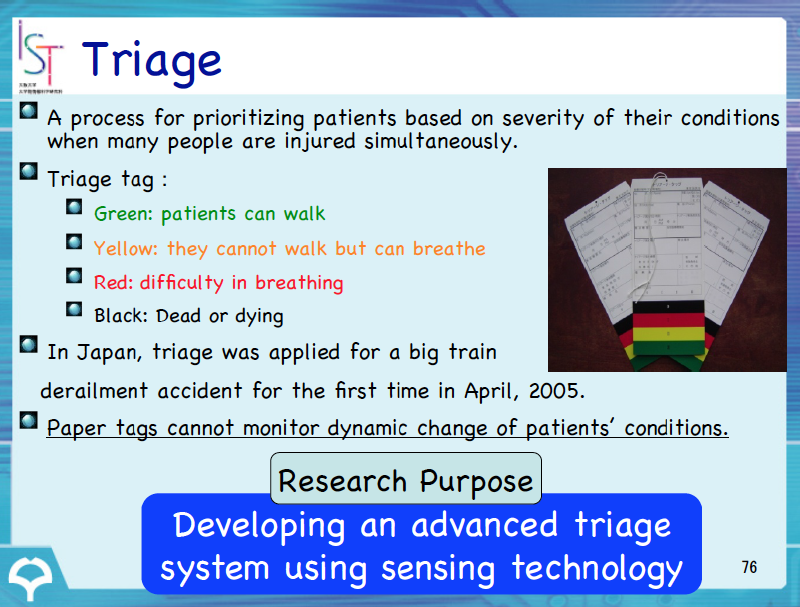 IST
大阪大学
大学院情報科学研究科
Triage
A process for prioritizing patients based on severity of their conditions
when many people are injured simultaneously.
Triage tag :
Green: patients can walk
Yellow: they cannot walk but can breathe
Red: difficulty in breathing
Black: Dead or dying
In Japan, triage was applied for a big train
derailment accident for the first time in April, 2005.
Paper tags cannot monitor dynamic change of patients’ conditions.
Research Purpose
Developing an advanced triage
system using sensing technology
76